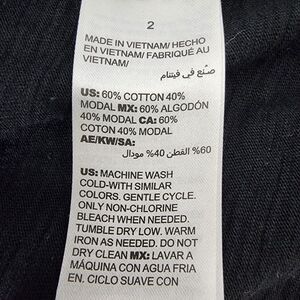 2
MADE IN VIETNAM/ HECHO
EN VIETNAM/ FABRIQUÉ AU
VIETNAM/
صنع في فيتنام
US: 60% COTTON 40%
MODAL MX: 60% ALGODÓN
40% MODAL CA: 60%
COTON 40% MODAL
AE/KW/SA:
60% القطن 40% مودال
US: MACHINE WASH
COLD-WITH SIMILAR
COLORS. GENTLE CYCLE.
ONLY NON-CHLORINE
BLEACH WHEN NEEDED.
TUMBLE DRY LOW. WARM
IRON AS NEEDED. DO NOT
DRY CLEAN MX: LAVAR A
MÁQUINA CON AGUA FRIA
EN. CICLO SUAVE CON